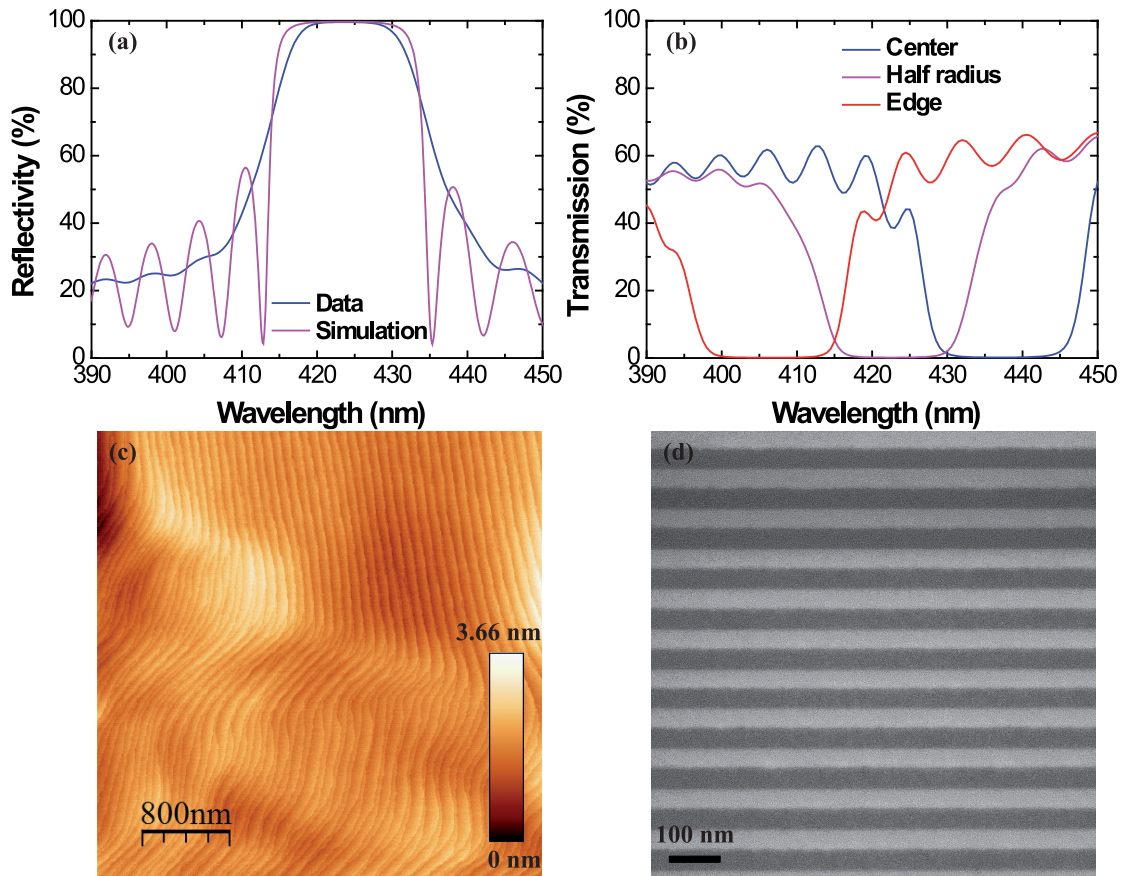 (a)
Reflectivity (%)
100
80
60
40
20
0
Data
Simulation
390 400 410 420 430 440 450
Wavelength (nm)
(b)
Transmission (%)
100
80
60
40
20
0
Center
Half radius
Edge
390 400 410 420 430 440 450
Wavelength (nm)
(c)
3.66 nm
0 nm
800nm
(d)
100 nm